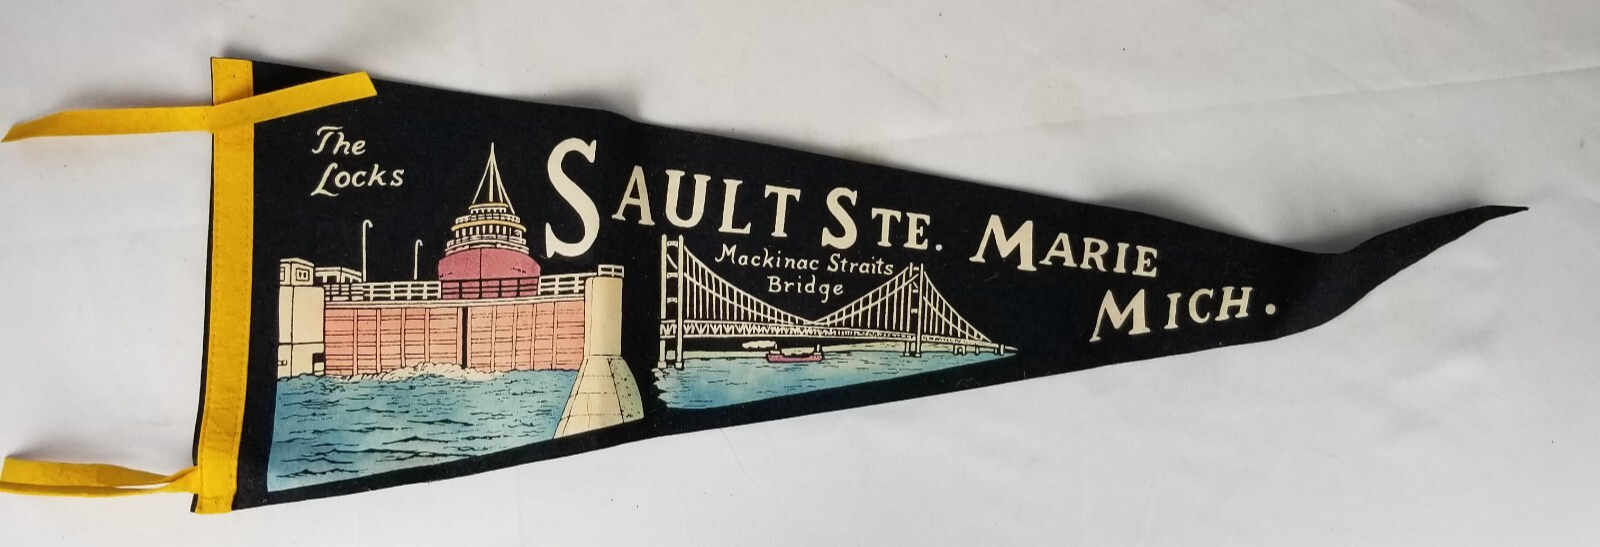 The
Locks
SAULT STE. MARIE
MICH.
Mackinac Straits
Bridge